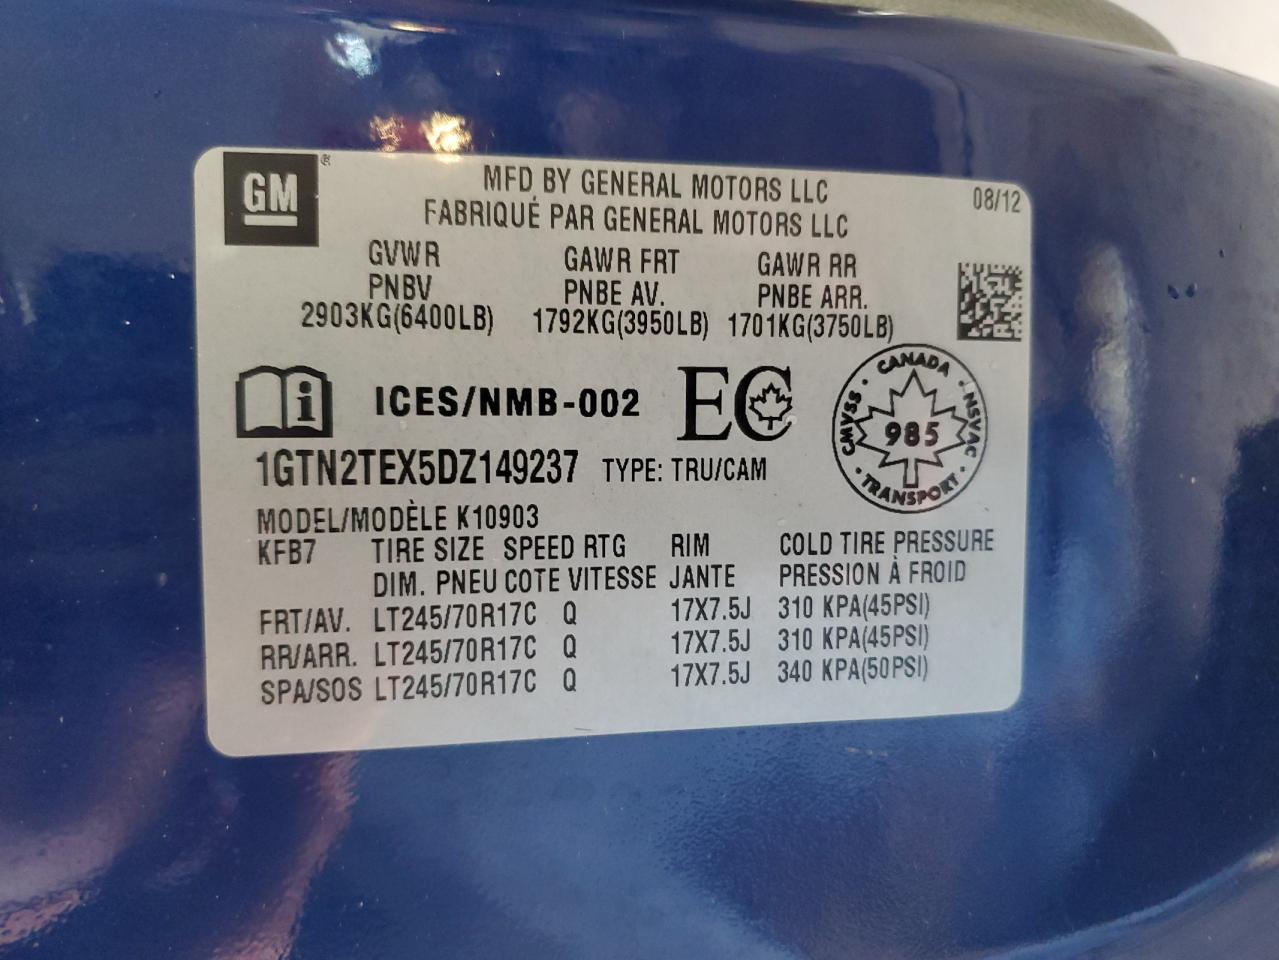 GM®
MFD BY GENERAL MOTORS LLC
FABRIQUÉ PAR GENERAL MOTORS LLC
08/12
GVWR GAWR FRT GAWR RR
PNBV PNBE AV. PNBE ARR.
2903KG(6400LB) 1792KG(3950LB) 1701KG(3750LB)
i ICES/NMB-002 EC
CANADA · NSVAC · TRANSPORT · CMVSS ·
985
1GTN2TEX5DZ149237 TYPE: TRU/CAM
MODEL/MODÈLE K10903
KFB7 TIRE SIZE SPEED RTG RIM COLD TIRE PRESSURE
DIM. PNEU COTE VITESSE JANTE PRESSION À FROID
FRT/AV. LT245/70R17C Q 17X7.5J 310 KPA(45PSI)
RR/ARR. LT245/70R17C Q 17X7.5J 310 KPA(45PSI)
SPA/SOS LT245/70R17C Q 17X7.5J 340 KPA(50PSI)